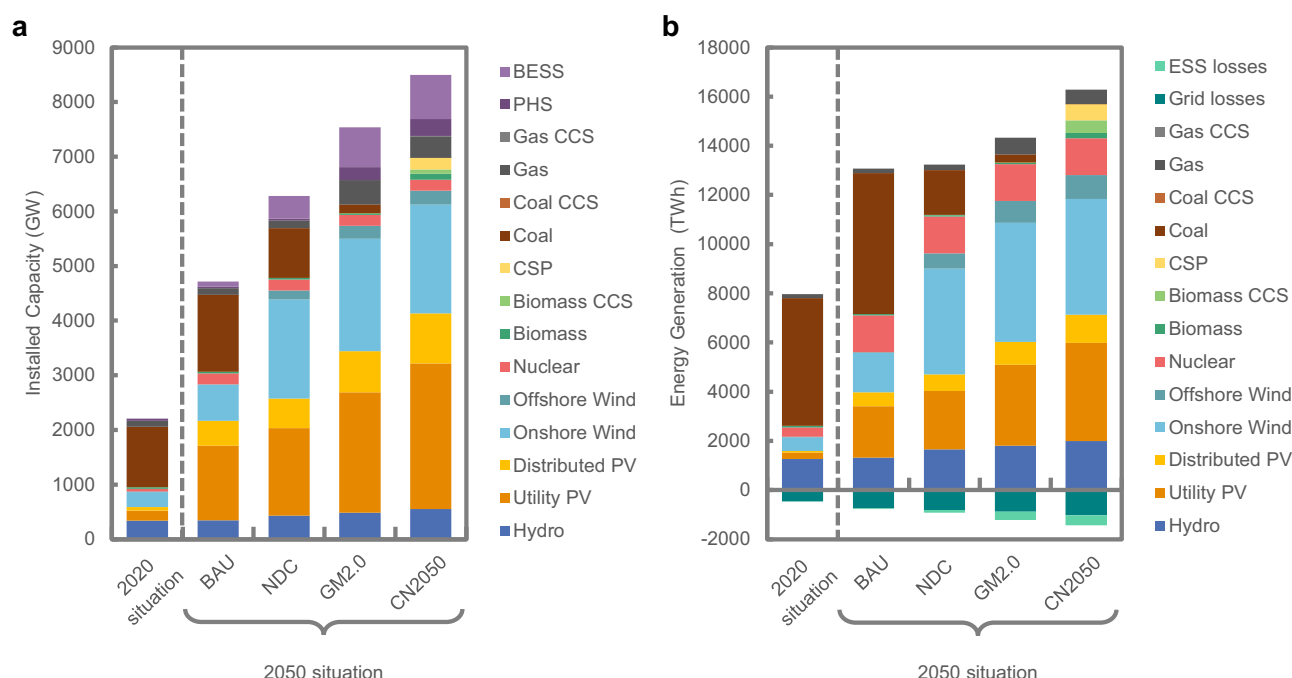 a
9000
8000
7000
6000
5000
4000
3000
2000
1000
0
Installed Capacity (GW)
2020
situation
BAU
NDC
GM2.0
CN2050
2050 situation
BESS
PHS
Gas CCS
Gas
Coal CCS
Coal
CSP
Biomass CCS
Biomass
Nuclear
Offshore Wind
Onshore Wind
Distributed PV
Utility PV
Hydro
b
18000
16000
14000
12000
10000
8000
6000
4000
2000
0
-2000
Energy Generation (TWh)
2020
situation
BAU
NDC
GM2.0
CN2050
2050 situation
ESS losses
Grid losses
Gas CCS
Gas
Coal CCS
Coal
CSP
Biomass CCS
Biomass
Nuclear
Offshore Wind
Onshore Wind
Distributed PV
Utility PV
Hydro